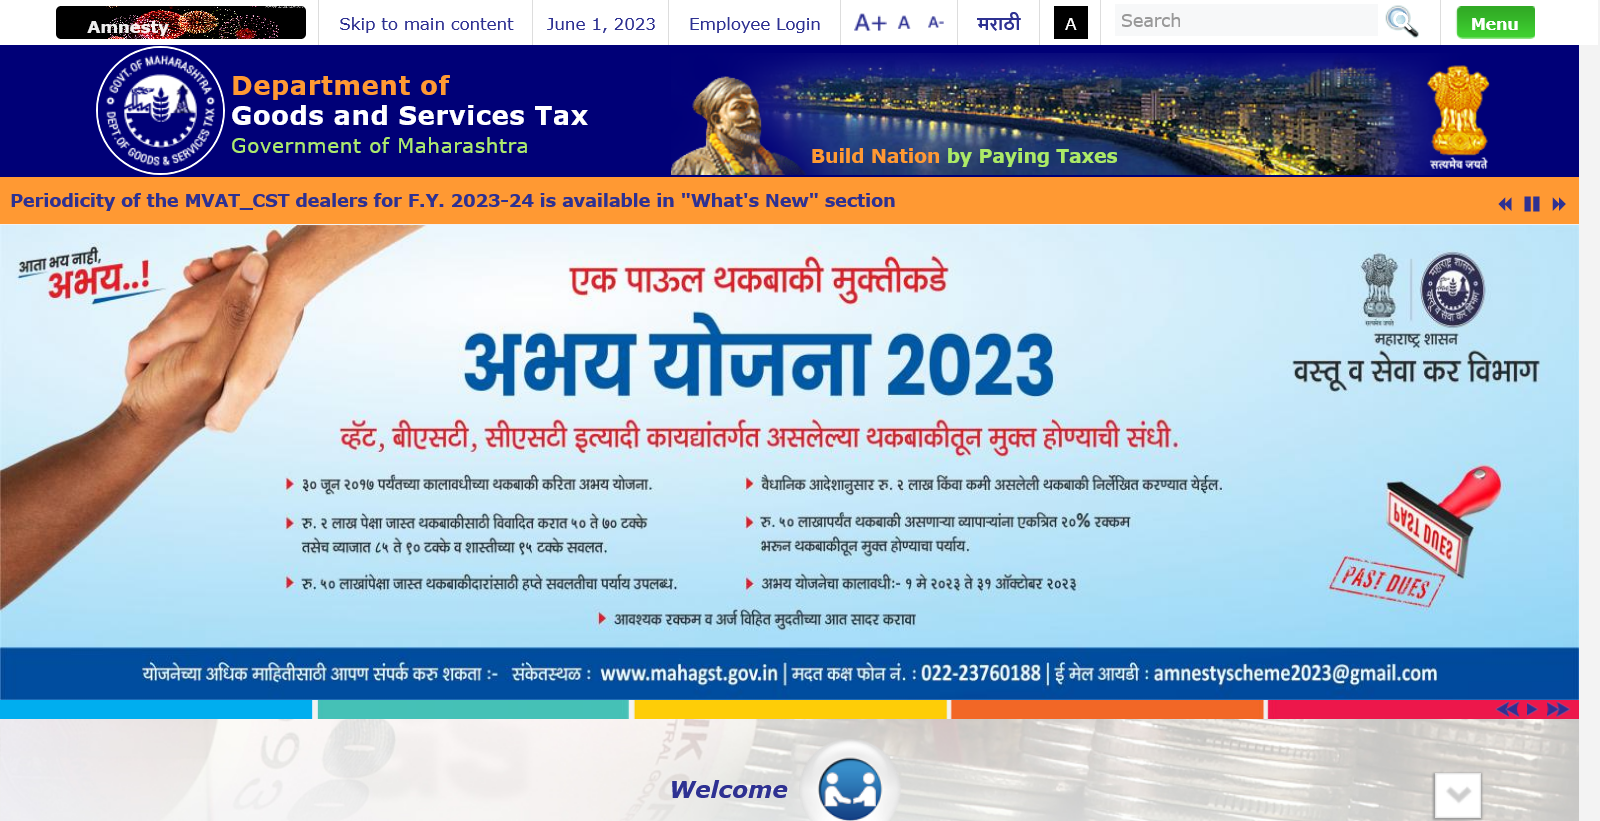 Amnesty
Skip to main content
June 1, 2023
Employee Login
A+ A A-
मराठी
A
Search
Menu
GOVT. OF MAHARASHTRA
DEPT. OF GOODS & SERVICES TAX
Department of
Goods and Services Tax
Government of Maharashtra
Build Nation by Paying Taxes
सत्यमेव जयते
Periodicity of the MVAT_CST dealers for F.Y. 2023-24 is available in "What's New" section
आता भय नाही,
अभय..!
एक पाऊल थकबाकी मुक्तीकडे
अभय योजना 2023
महाराष्ट्र शासन
वस्तू व सेवा कर विभाग
सत्यमेव जयते
महाराष्ट्र शासन
वस्तू व सेवा कर विभाग
व्हॅट, बीएसटी, सीएसटी इत्यादी कायद्यांतर्गत असलेल्या थकबाकीतून मुक्त होण्याची संधी.
३० जून २०१७ पर्यंतच्या कालावधीच्या थकबाकी करिता अभय योजना.
रु. २ लाख पेक्षा जास्त थकबाकीसाठी विवादित करात ५० ते ७० टक्के
तसेच व्याजात ८५ ते ९० टक्के व शास्तीच्या ९५ टक्के सवलत.
रु. ५० लाखांपेक्षा जास्त थकबाकीदारांसाठी हप्ते सवलतीचा पर्याय उपलब्ध.
वैधानिक आदेशानुसार रु. २ लाख किंवा कमी असलेली थकबाकी निर्लेखित करण्यात येईल.
रु. ५० लाखापर्यंत थकबाकी असणाऱ्या व्यापाऱ्यांना एकत्रित २०% रक्कम
भरून थकबाकीतून मुक्त होण्याचा पर्याय.
अभय योजनेचा कालावधी:- १ मे २०२३ ते ३१ ऑक्टोबर २०२३
आवश्यक रक्कम व अर्ज विहित मुदतीच्या आत सादर करावा
PAST DUES
PAST DUES
योजनेच्या अधिक माहितीसाठी आपण संपर्क करु शकता :- संकेतस्थळ : www.mahagst.gov.in | मदत कक्ष फोन नं. : 022-23760188 | ई मेल आयडी : amnestyscheme2023@gmail.com
Welcome